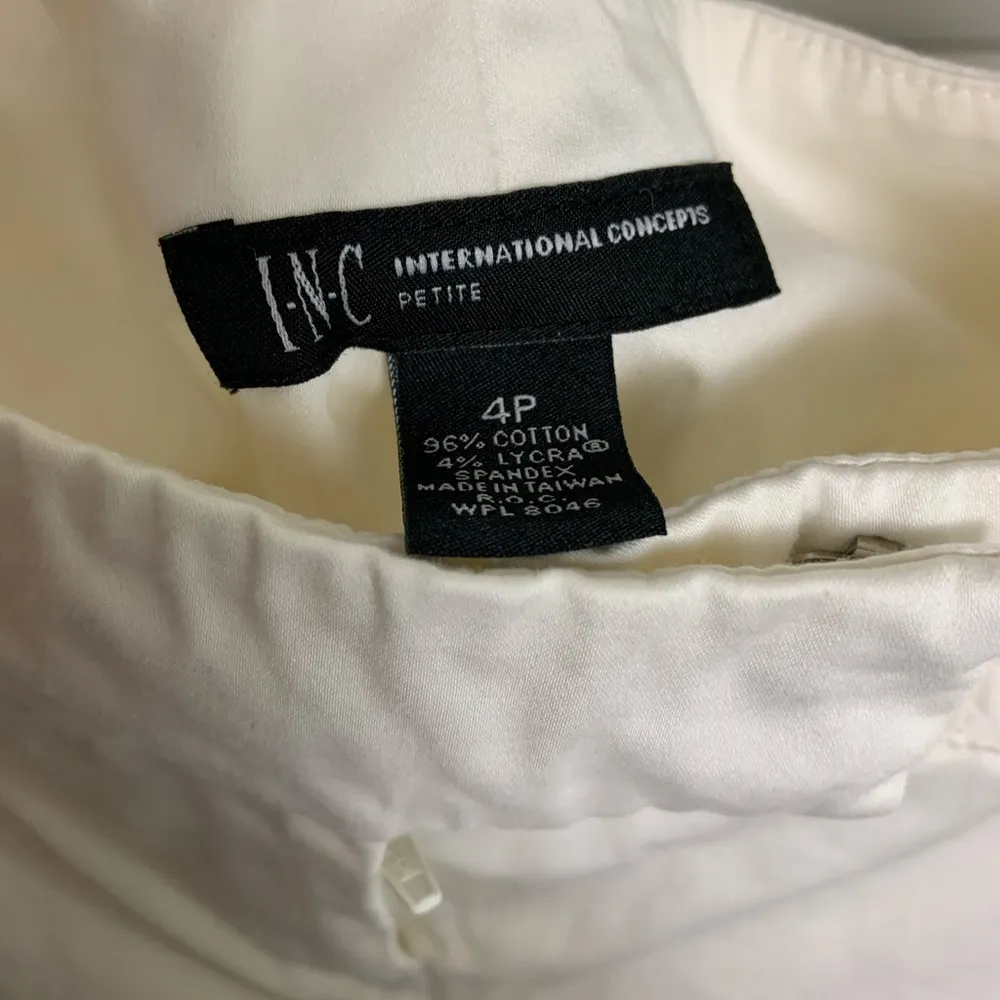 I·N·C INTERNATIONAL CONCEPTS
PETITE
4P
96% COTTON
4% LYCRA®
SPANDEX
MADE IN TAIWAN
R.O.C.
WPL 8046